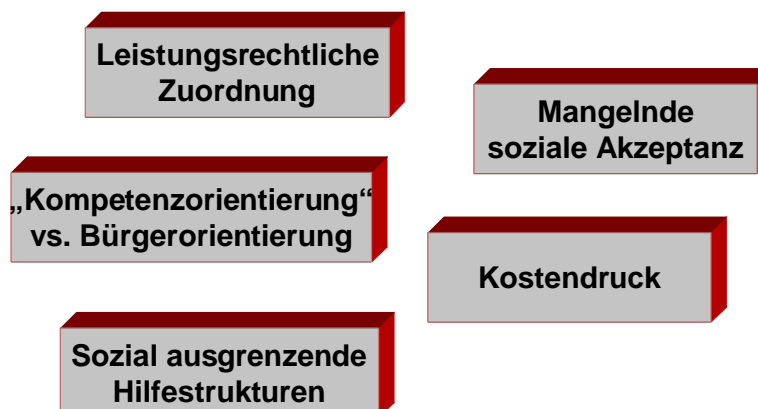 Leistungsrechtliche
Zuordnung
Mangelnde
soziale Akzeptanz
„Kompetenzorientierung“
vs. Bürgerorientierung
Kostendruck
Sozial ausgrenzende
Hilfestrukturen